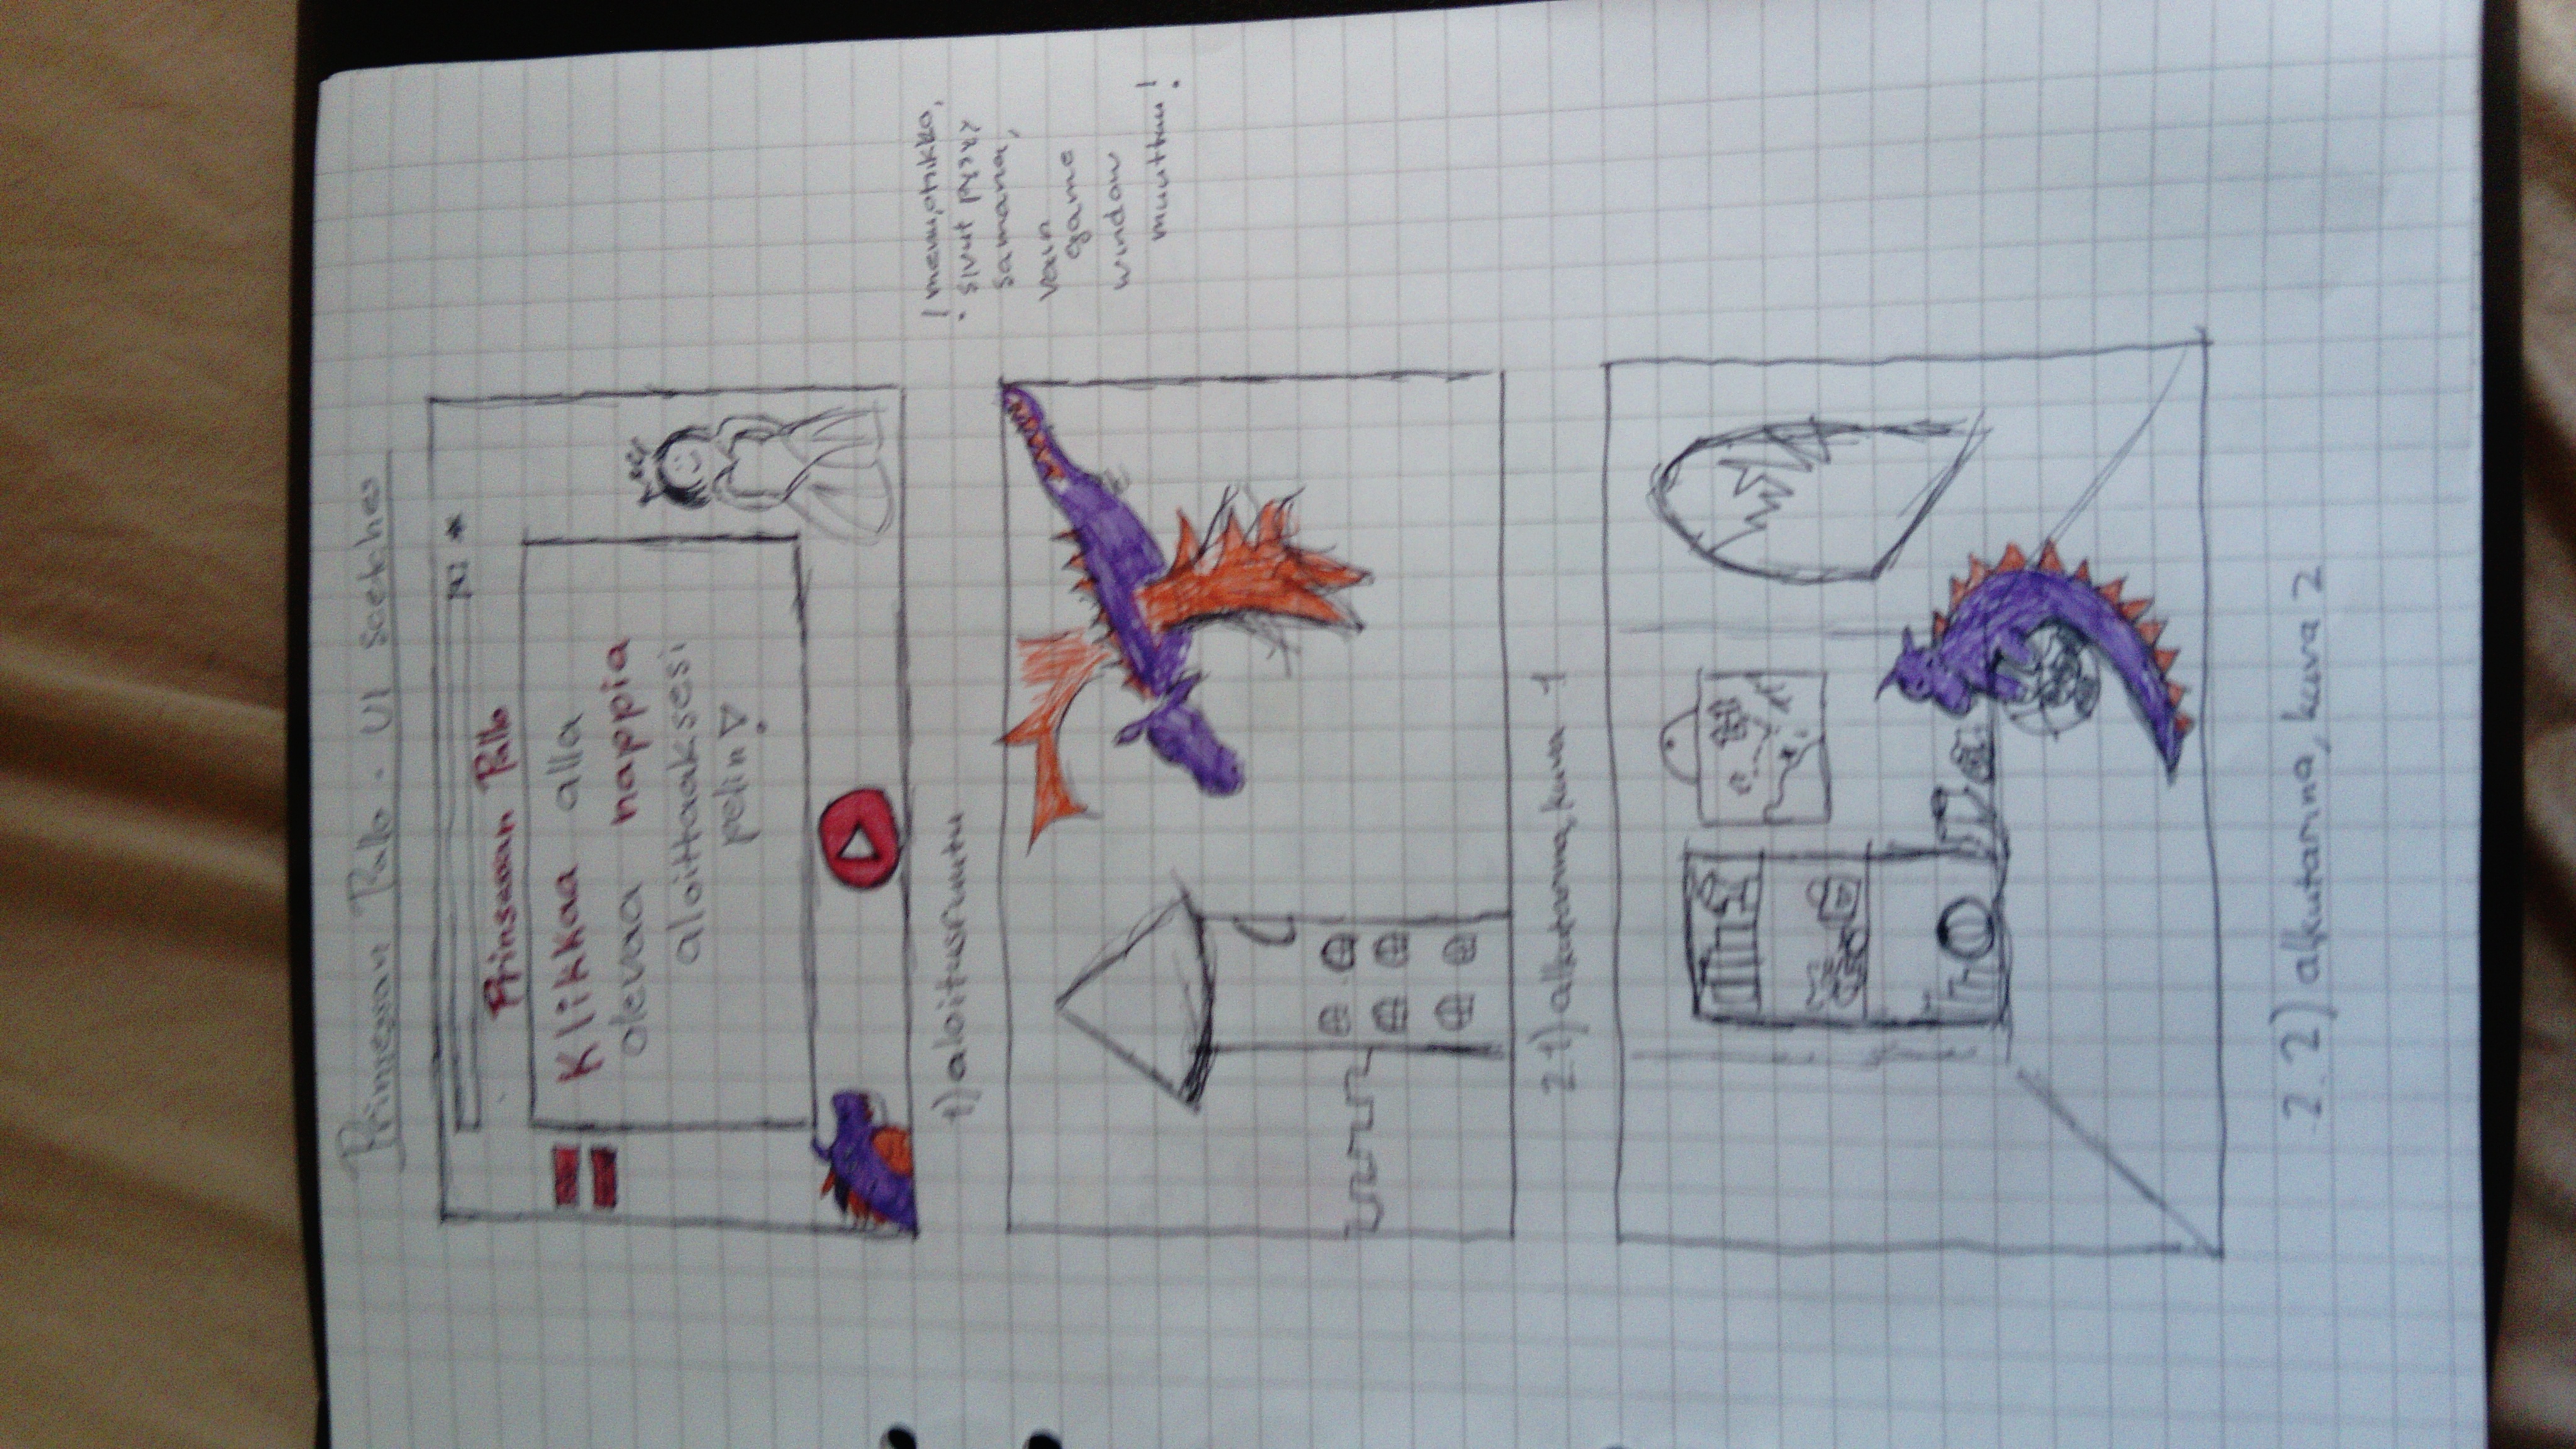 Prinsessan Pallo - UI scetches
Prinsessan Pallo
Klikkaa alla
olevaa nappia
aloittaaksesi
pelin!
1) aloitusruutu
! menu, otsikko,
sivut pysyy
samana,
vain
game
window
muuttuu!
2.1) alkutarina, kuva 1
2.2) alkutarina, kuva 2